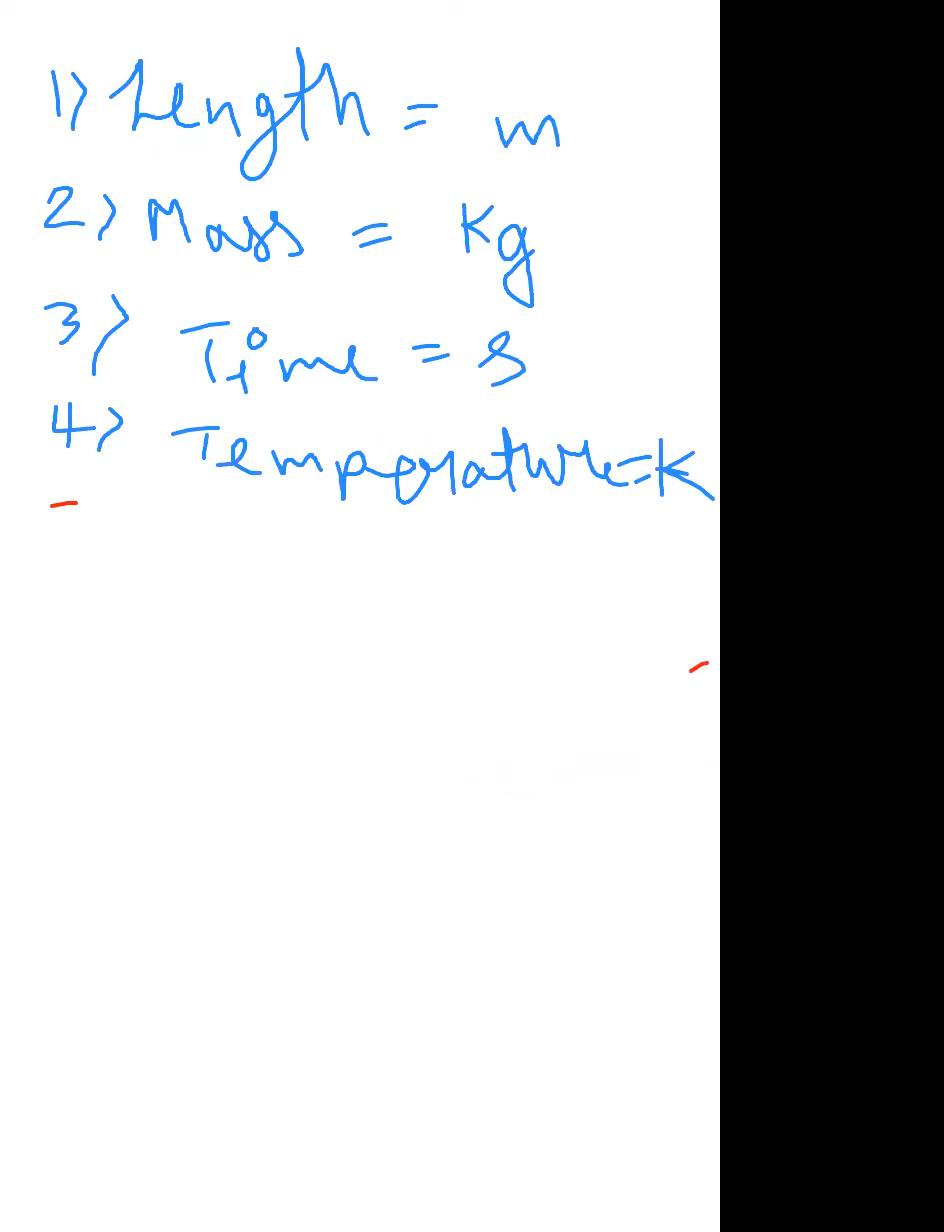 1) Length = m
2) Mass = Kg
3) Time = s
4) Temperature = K